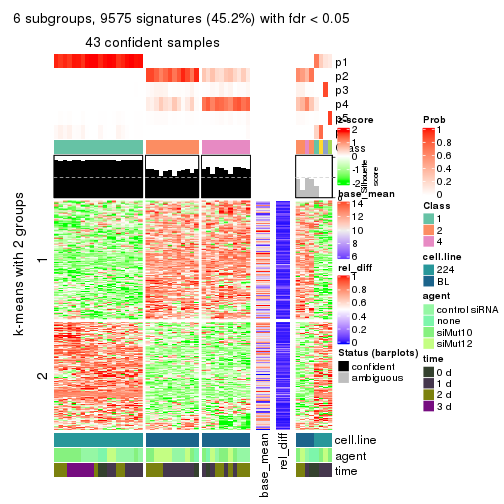 6 subgroups, 9575 signatures (45.2%) with fdr < 0.05
43 confident samples
p1
p2
p3
p4
p5
k-means with 2 groups
1
2
z-score
2
1
0
-1
-2
Silhouette
score
base_mean
14
12
10
8
6
rel_diff
1
0.8
0.6
0.4
0.2
0
Status (barplots)
confident
ambiguous
Prob
1
0.8
0.6
0.4
0.2
0
Class
1
2
4
cell.line
224
BL
agent
control siRNA
none
siMut10
siMut12
time
0 d
1 d
2 d
3 d
cell.line
agent
time
base_mean
rel_diff